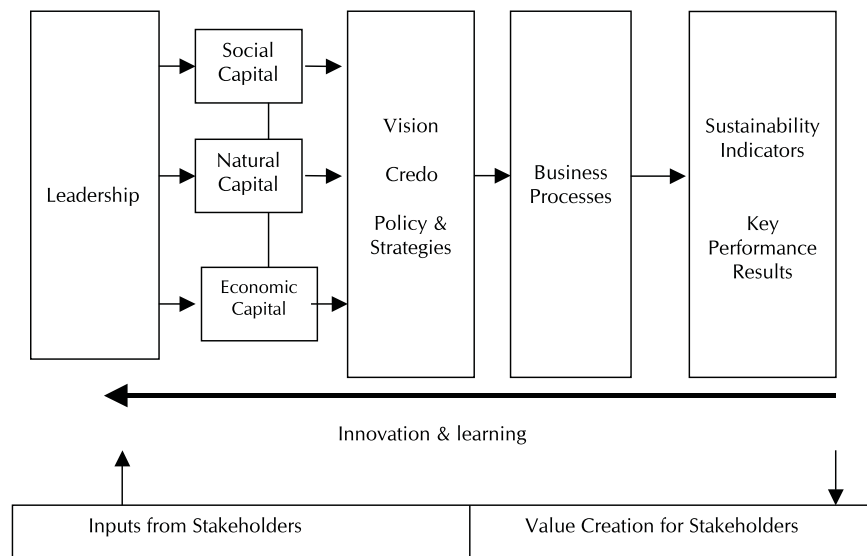 Leadership
Social
Capital
Natural
Capital
Economic
Capital
Vision
Credo
Policy &
Strategies
Business
Processes
Sustainability
Indicators
Key
Performance
Results
Innovation & learning
Inputs from Stakeholders
Value Creation for Stakeholders